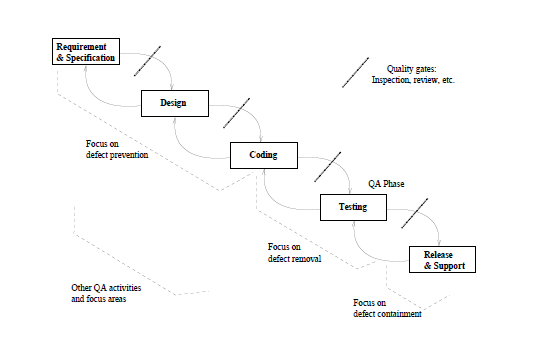 Requirement
& Specification
Quality gates:
Inspection, review, etc.
Design
Focus on
defect prevention
Coding
QA Phase
Testing
Focus on
defect removal
Release
& Support
Other QA activities
and focus areas
Focus on
defect containment